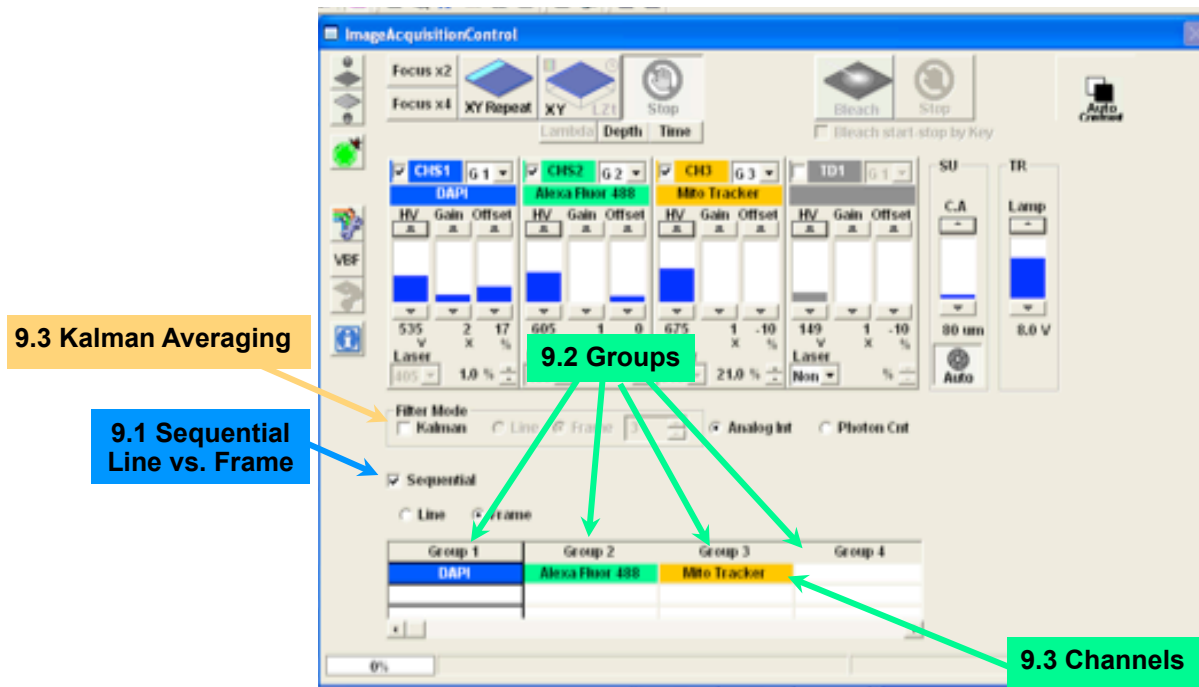 ImageAcquisitionControl
Focus x2
Focus x4
XY Repeat
XY
LZt
Stop
Bleach
Stop
Auto
Contrast
Lambda Depth Time
Bleach start-stop by Key
CHS1 G 1
CHS2 G 2
CH3 G 3
TD1 G 1
SU
TR
DAPI
Alexa Fluor 488
Mito Tracker
HV Gain Offset
HV Gain Offset
HV Gain Offset
HV Gain Offset
C.A
Lamp
VBF
535 2 17
605 1 0
675 1 -10
149 1 -10
80 um
8.0 V
V X %
X %
V X %
Laser
Laser
405 1.0 %
21.0 %
Non %
Auto
9.3 Kalman Averaging
9.2 Groups
Filter Mode
Kalman Line Frame 3 Analog Int Photon Cnt
9.1 Sequential
Line vs. Frame
Sequential
Line Frame
Group 1 Group 2 Group 3 Group 4
DAPI Alexa Fluor 488 Mito Tracker
9.3 Channels
0%